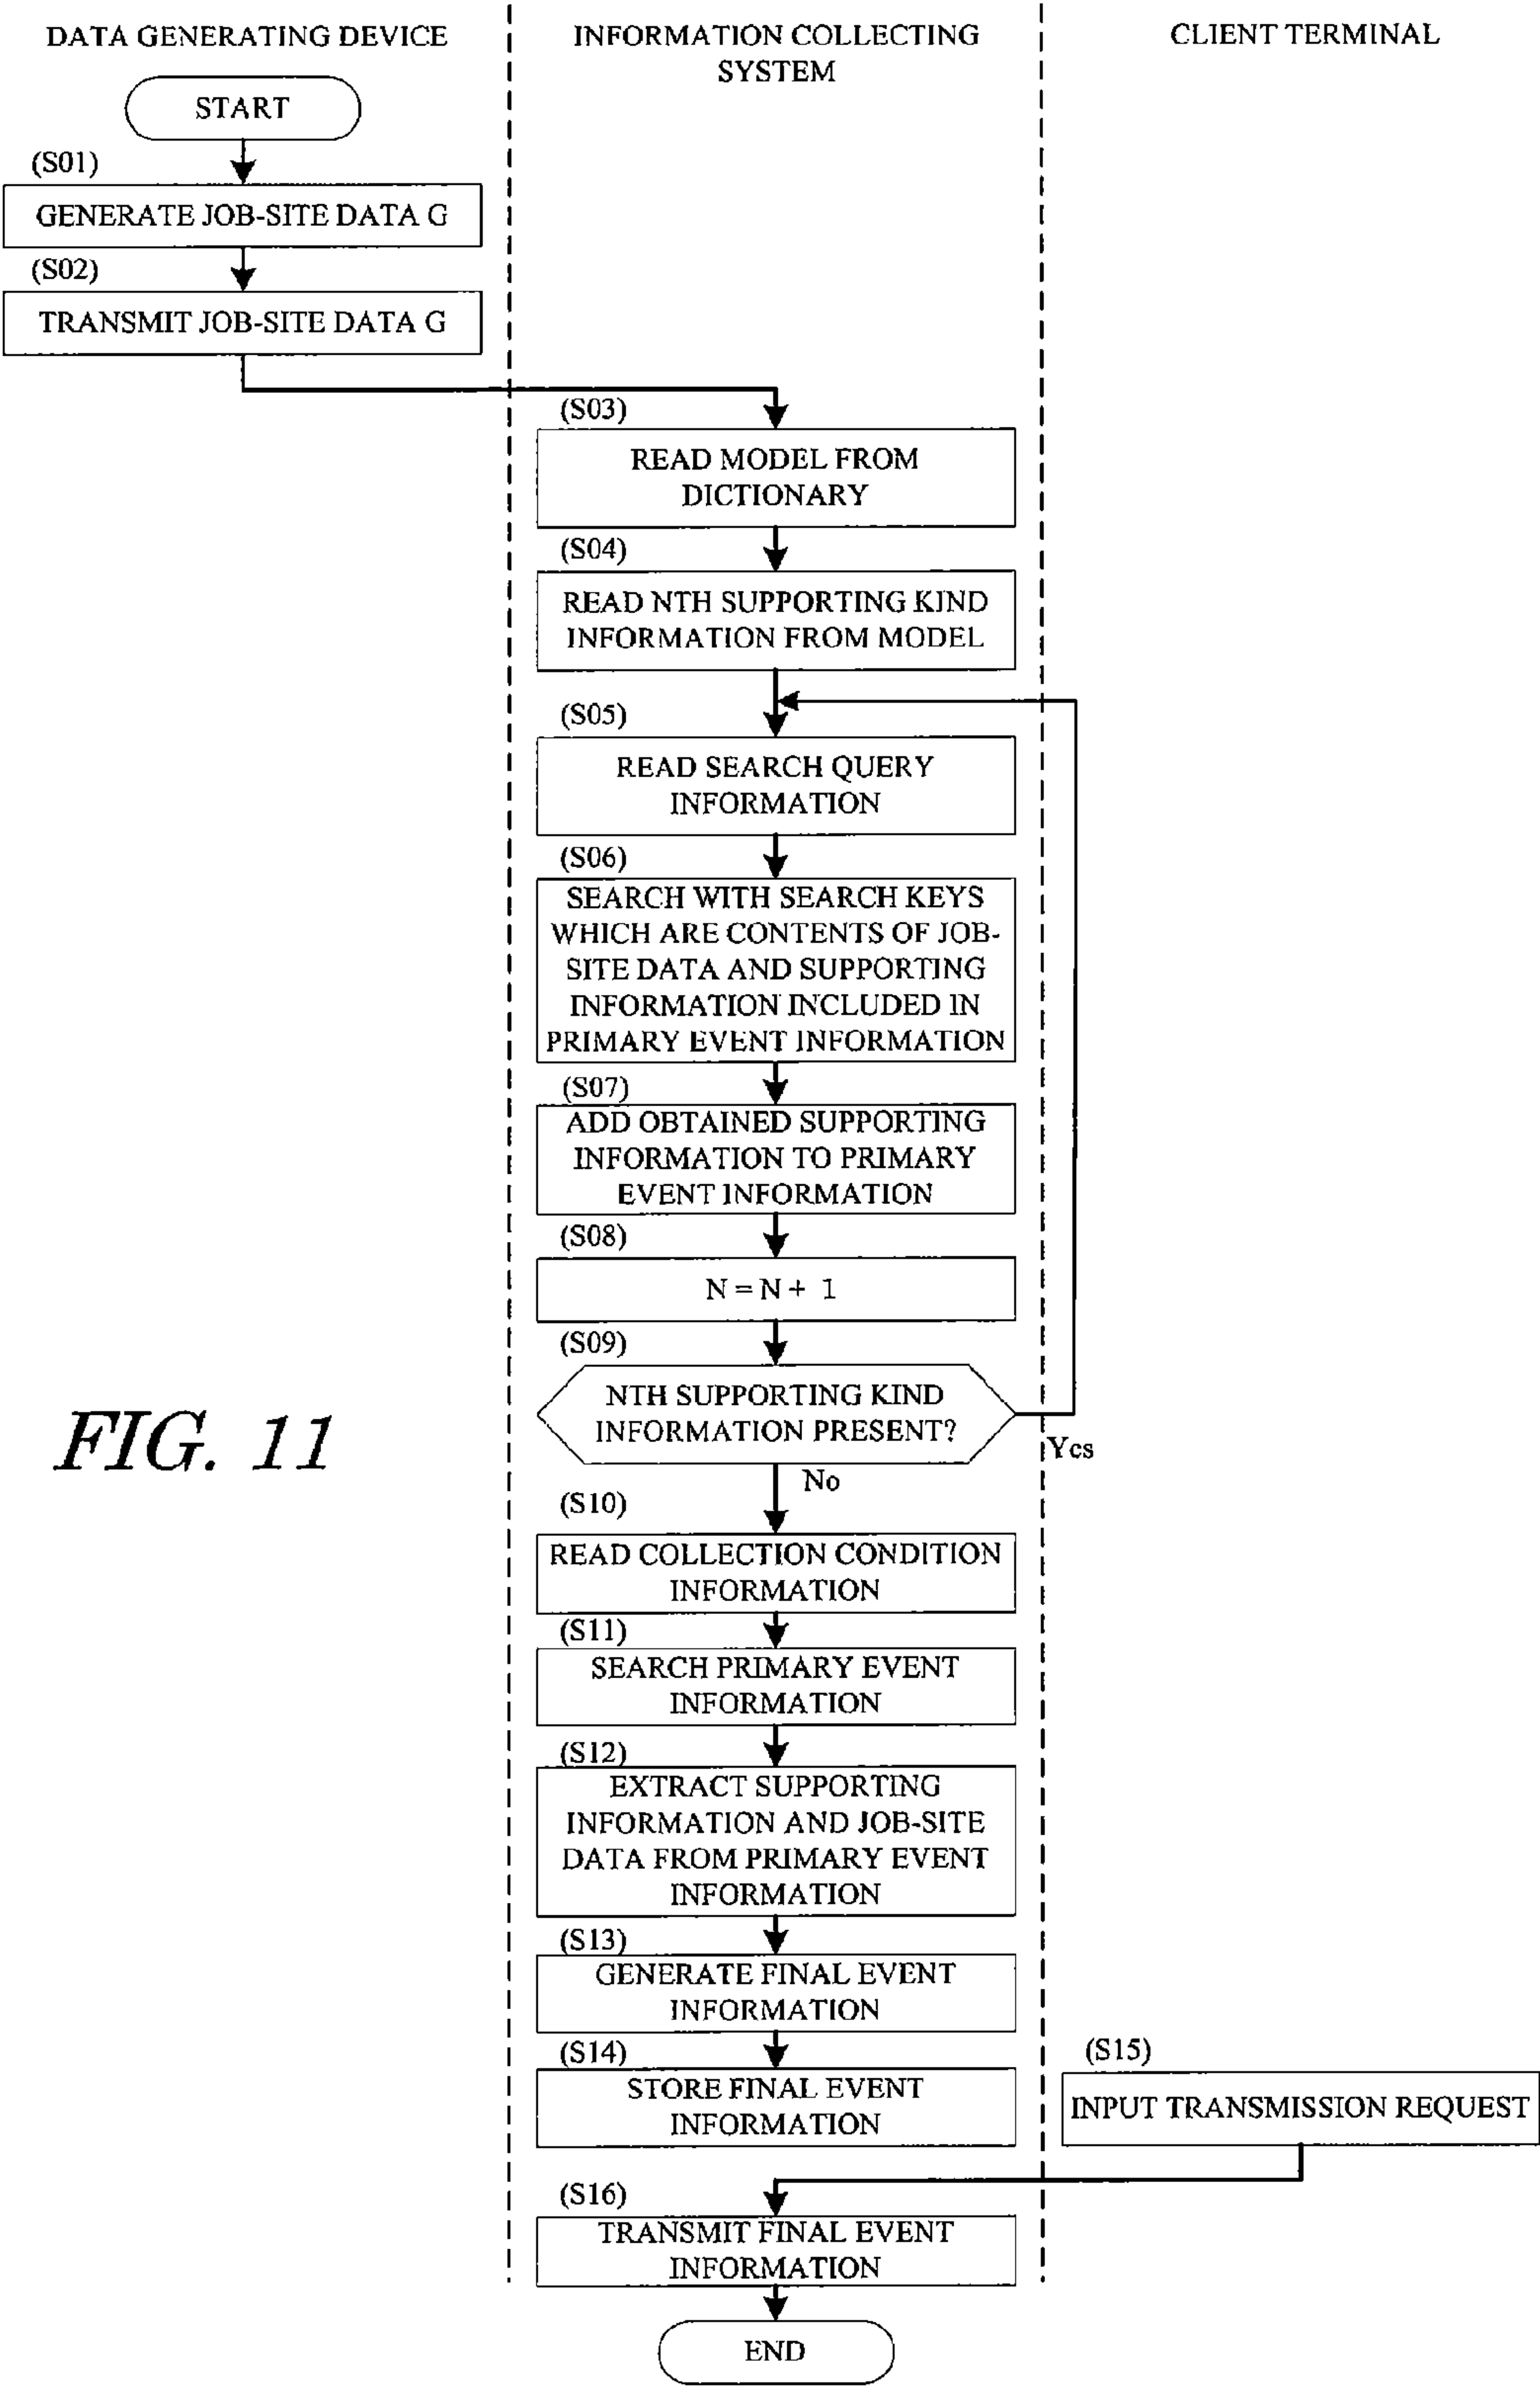 DATA GENERATING DEVICE
INFORMATION COLLECTING
SYSTEM
CLIENT TERMINAL
START
(S01)
GENERATE JOB-SITE DATA G
(S02)
TRANSMIT JOB-SITE DATA G
(S03)
READ MODEL FROM
DICTIONARY
(S04)
READ NTH SUPPORTING KIND
INFORMATION FROM MODEL
(S05)
READ SEARCH QUERY
INFORMATION
(S06)
SEARCH WITH SEARCH KEYS
WHICH ARE CONTENTS OF JOB-
SITE DATA AND SUPPORTING
INFORMATION INCLUDED IN
PRIMARY EVENT INFORMATION
(S07)
ADD OBTAINED SUPPORTING
INFORMATION TO PRIMARY
EVENT INFORMATION
(S08)
N = N + 1
(S09)
NTH SUPPORTING KIND
INFORMATION PRESENT?
Yes
No
FIG. 11
(S10)
READ COLLECTION CONDITION
INFORMATION
(S11)
SEARCH PRIMARY EVENT
INFORMATION
(S12)
EXTRACT SUPPORTING
INFORMATION AND JOB-SITE
DATA FROM PRIMARY EVENT
INFORMATION
(S13)
GENERATE FINAL EVENT
INFORMATION
(S14)
STORE FINAL EVENT
INFORMATION
(S15)
INPUT TRANSMISSION REQUEST
(S16)
TRANSMIT FINAL EVENT
INFORMATION
END